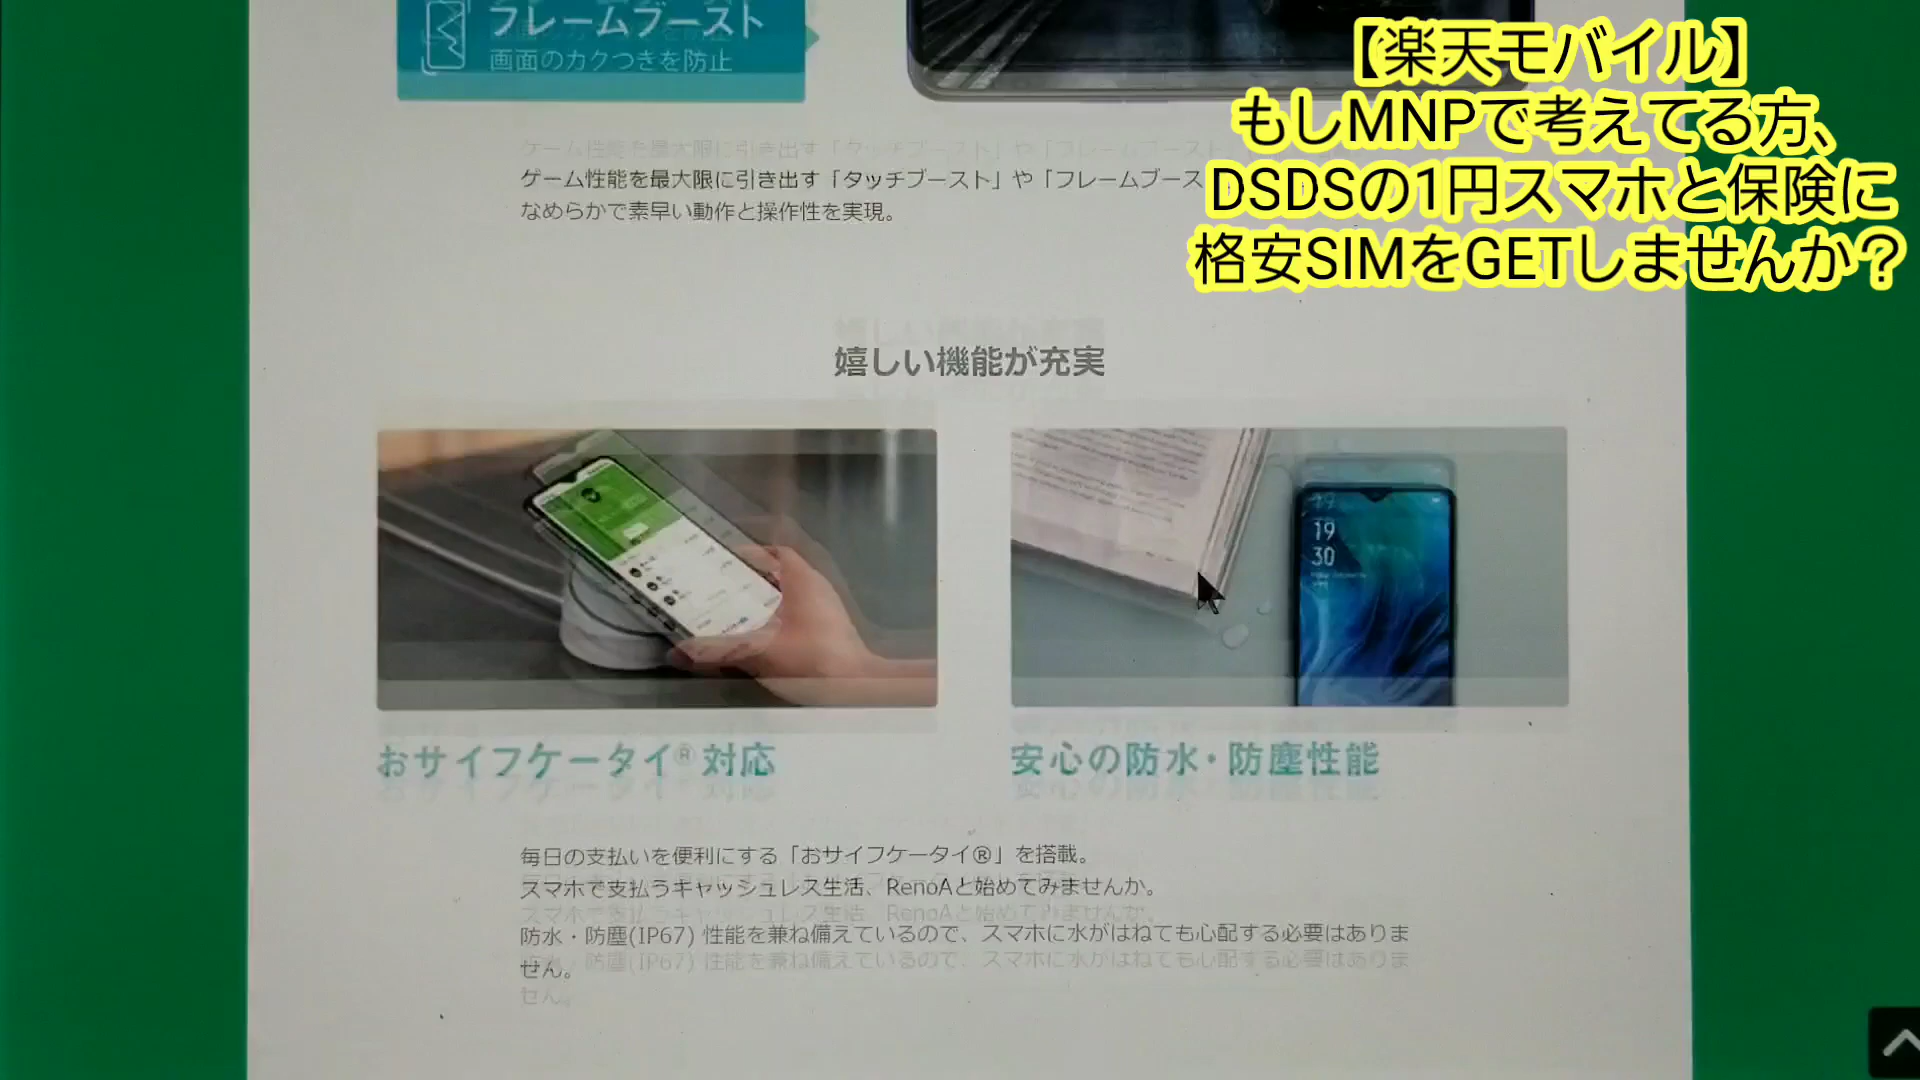 フレームブースト
画面のカクつきを防止
【楽天モバイル】
もしMNPで考えてる方、
DSDSの1円スマホと保険に
格安SIMをGETしませんか？
ゲーム性能を最大限に引き出す「タッチブースト」や「フレームブース
なめらかで素早い動作と操作性を実現。
嬉しい機能が充実
19
30
おサイフケータイ®対応
安心の防水・防塵性能
毎日の支払いを便利にする「おサイフケータイ®」を搭載。
スマホで支払うキャッシュレス生活、RenoAと始めてみませんか。
防水・防塵(IP67) 性能を兼ね備えているので、スマホに水がはねても心配する必要はありま
せん。